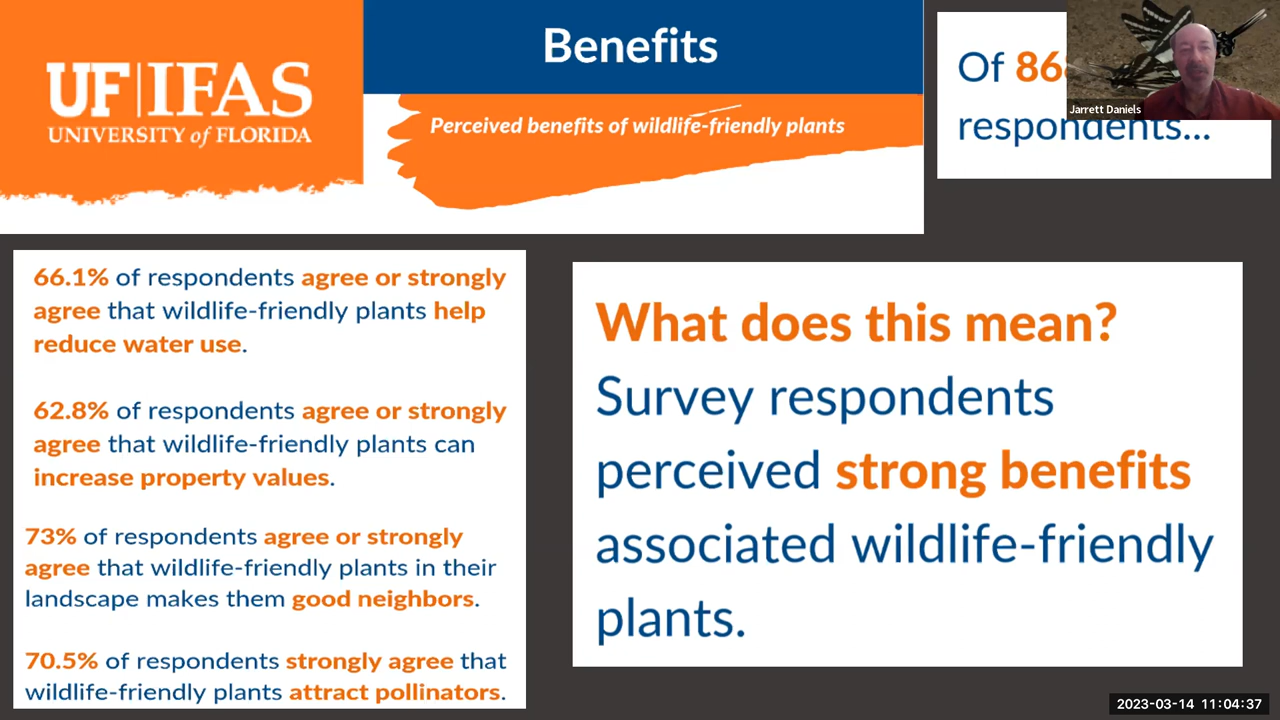 UF|IFAS
UNIVERSITY of FLORIDA
Benefits
Perceived benefits of wildlife-friendly plants
Of
respondents...
Jarrett Daniels
66.1% of respondents agree or strongly
agree that wildlife-friendly plants help
reduce water use.
62.8% of respondents agree or strongly
agree that wildlife-friendly plants can
increase property values.
73% of respondents agree or strongly
agree that wildlife-friendly plants in their
landscape makes them good neighbors.
70.5% of respondents strongly agree that
wildlife-friendly plants attract pollinators.
What does this mean?
Survey respondents
perceived strong benefits
associated wildlife-friendly
plants.
2023-03-14 11:04:37